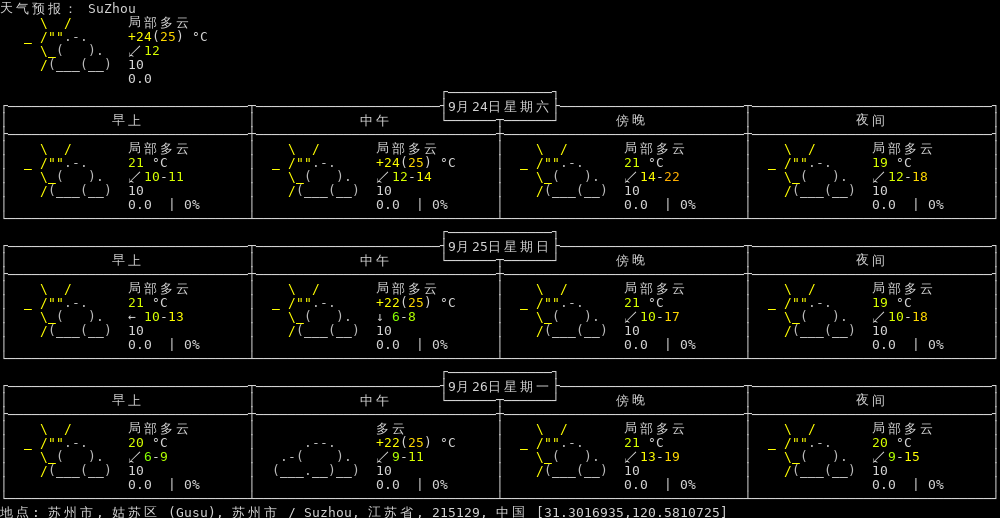 天气预报: SuZhou
局部多云
+24(25) °C
↙ 12
10
0.0
9月24日星期六
早上 中午 傍晚 夜间
局部多云 局部多云 局部多云 局部多云
21 °C +24(25) °C 21 °C 19 °C
↙ 10-11 ↙ 12-14 ↙ 14-22 ↙ 12-18
10 10 10 10
0.0 | 0% 0.0 | 0% 0.0 | 0% 0.0 | 0%
9月25日星期日
早上 中午 傍晚 夜间
局部多云 局部多云 局部多云 局部多云
21 °C +22(25) °C 21 °C 19 °C
← 10-13 ↓ 6-8 ↙ 10-17 ↙ 10-18
10 10 10 10
0.0 | 0% 0.0 | 0% 0.0 | 0% 0.0 | 0%
9月26日星期一
早上 中午 傍晚 夜间
局部多云 多云 局部多云 局部多云
20 °C +22(25) °C 21 °C 20 °C
↙ 6-9 ↙ 9-11 ↙ 13-19 ↙ 9-15
10 10 10 10
0.0 | 0% 0.0 | 0% 0.0 | 0% 0.0 | 0%
地点: 苏州市, 姑苏区 (Gusu), 苏州市 / Suzhou, 江苏省, 215129, 中国 [31.3016935,120.5810725]